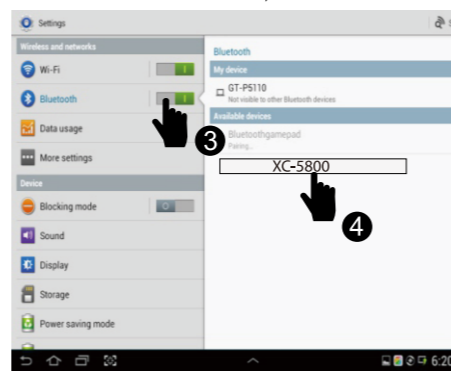 Settings
Wireless and networks
Wi-Fi
Bluetooth
Data usage
More settings
Device
Blocking mode
Sound
Display
Storage
Power saving mode
Bluetooth
My device
GT-P5110
Not visible to other Bluetooth devices
Available devices
Bluetoothgamepad
Pairing...
XC-5800
3
4
6:20